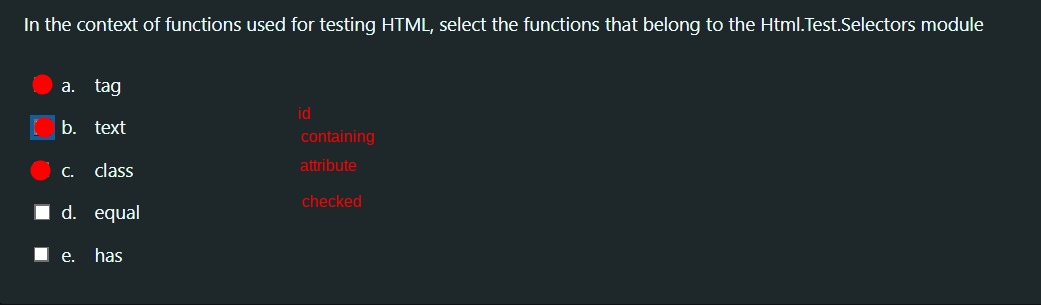 In the context of functions used for testing HTML, select the functions that belong to the Html.Test.Selectors module
a. tag
id
b. text
containing
attribute
c. class
checked
d. equal
e. has